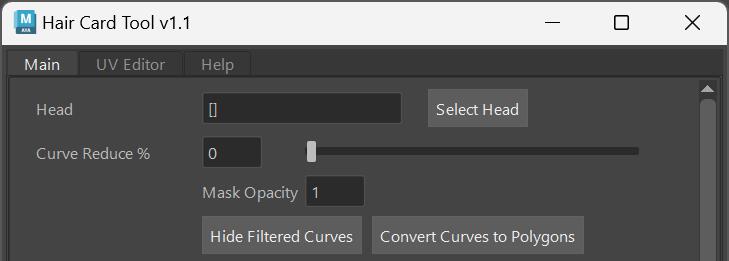 M
AYA
Hair Card Tool v1.1
Main UV Editor Help
Head [] Select Head
Curve Reduce % 0
Mask Opacity 1
Hide Filtered Curves Convert Curves to Polygons